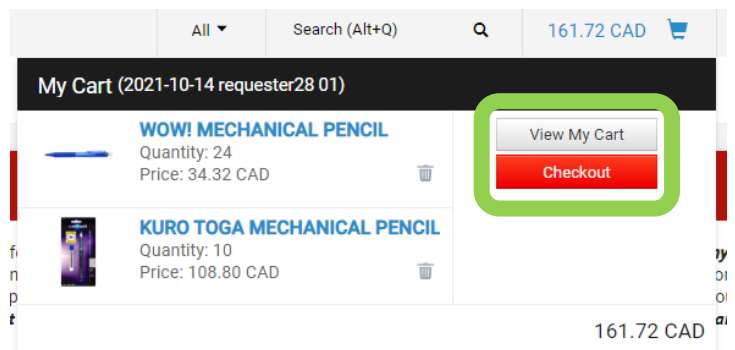 All Search (Alt+Q) 161.72 CAD
My Cart (2021-10-14 requester28 01)
WOW! MECHANICAL PENCIL
Quantity: 24
Price: 34.32 CAD
View My Cart
Checkout
KURO TOGA MECHANICAL PENCIL
Quantity: 10
Price: 108.80 CAD
161.72 CAD